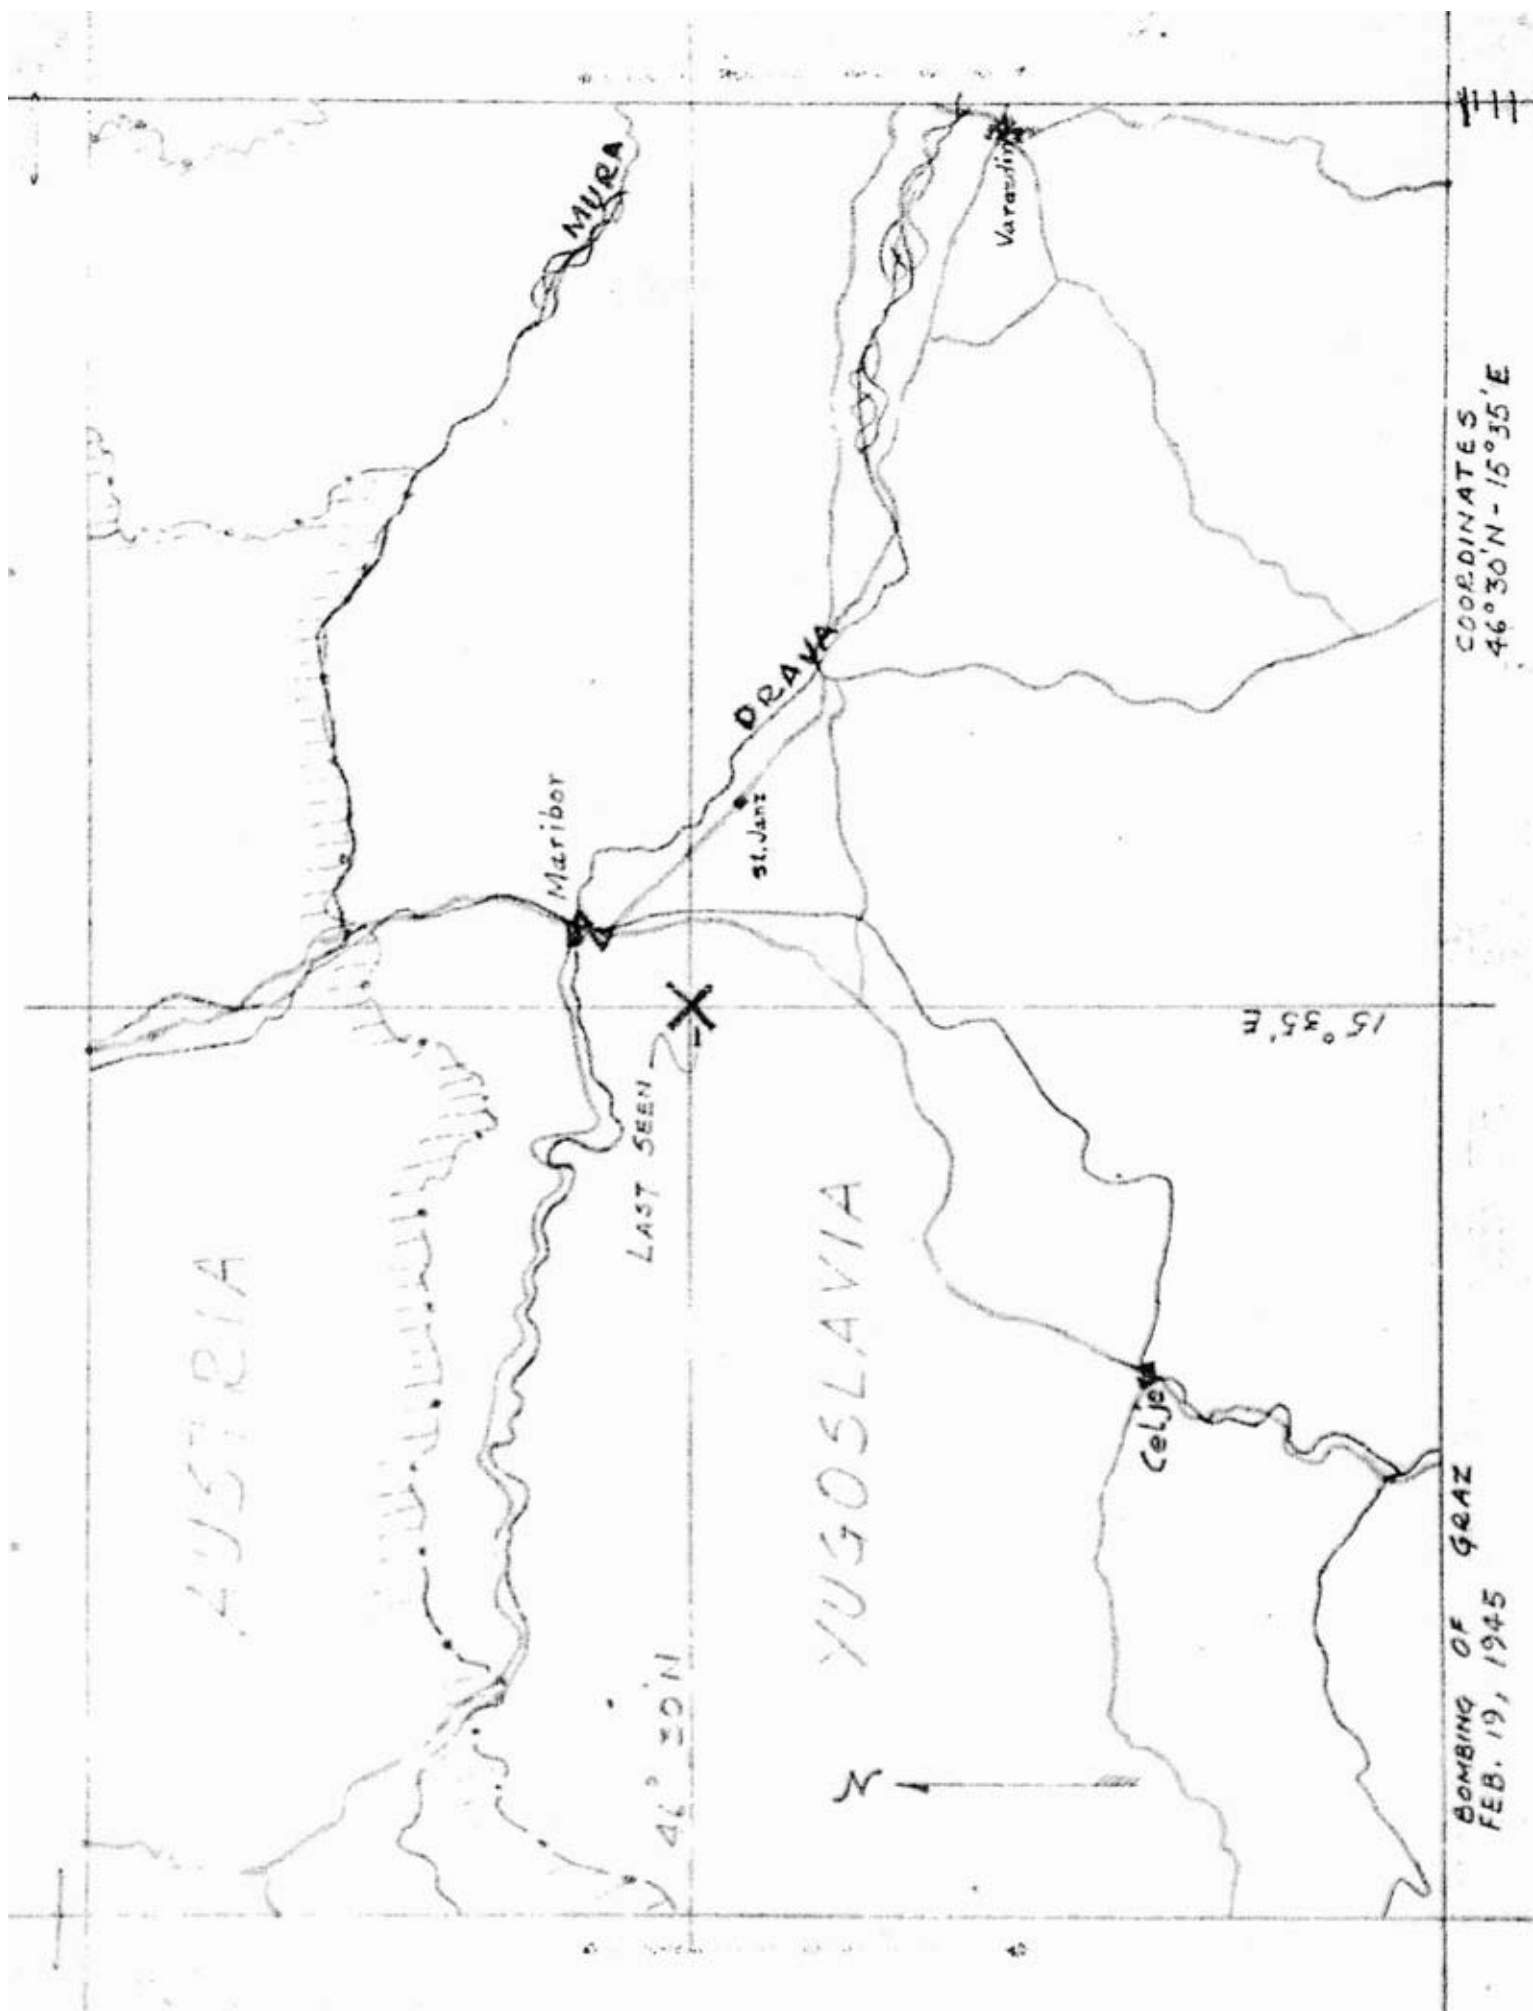 MURA
Varazdin
DRAVA
Maribor
St. Janz
LAST SEEN
AUSTRIA
YUGOSLAVIA
46° 30'N
15° 35' E
Celje
N
BOMBING OF GRAZ
FEB. 19, 1945
COORDINATES
46° 30' N - 15° 35' E